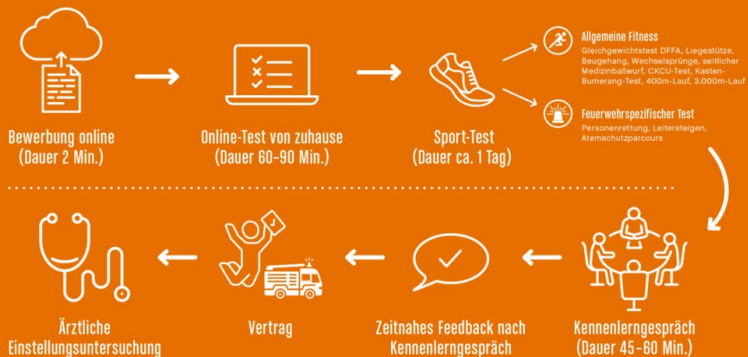 Bewerbung online
(Dauer 2 Min.)
Online-Test von zuhause
(Dauer 60-90 Min.)
Sport-Test
(Dauer ca. 1 Tag)
Allgemeine Fitness
Gleichgewichtstest DFFA, Liegestütze,
Beugehang, Wechselsprünge, seitlicher
Medizinballwurf, CKCU-Test, Kasten-
Bumerang-Test, 400m-Lauf, 3.000m-Lauf
Feuerwehrspezifischer Test
Personenrettung, Leitersteigen,
Atemschutzparcours
Kennenlerngespräch
(Dauer 45-60 Min.)
Zeitnahes Feedback nach
Kennenlerngespräch
Vertrag
Ärztliche
Einstellungsuntersuchung